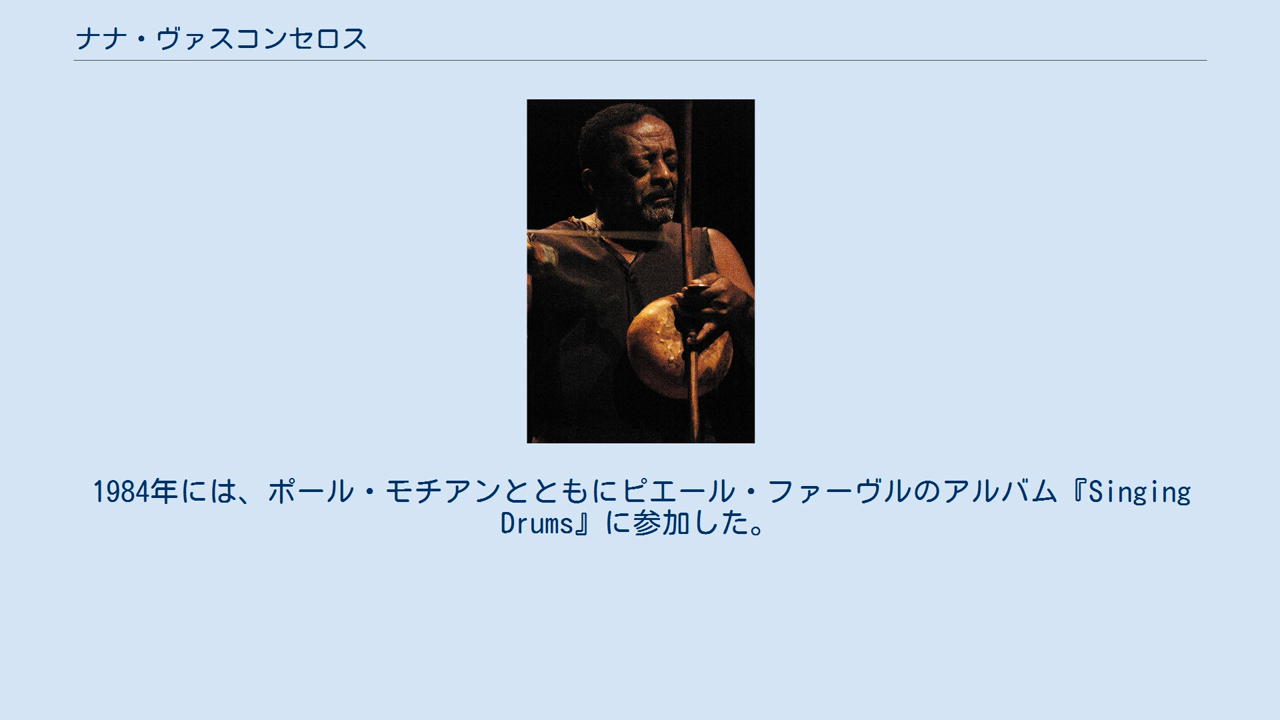 ナナ・ヴァスコンセロス
1984年には、ポール・モチアンとともにピエール・ファーヴルのアルバム『Singing
Drums』に参加した。